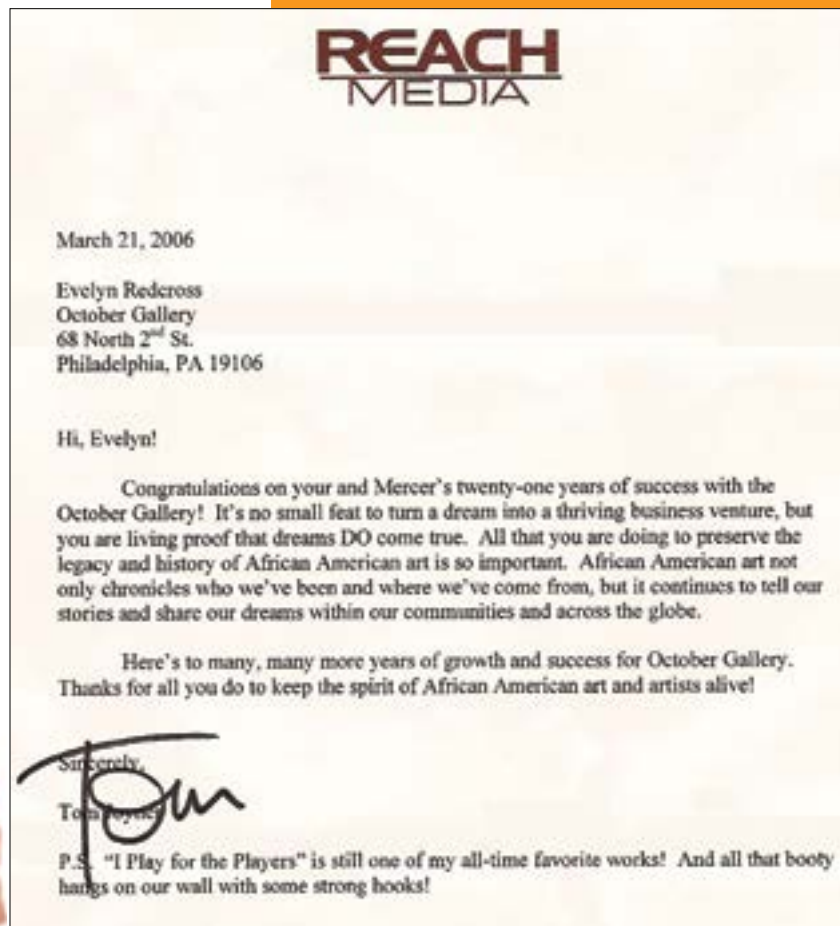 REACH
MEDIA
March 21, 2006
Evelyn Redcross
October Gallery
68 North 2nd St.
Philadelphia, PA 19106
Hi, Evelyn!
Congratulations on your and Mercer's twenty-one years of success with the
October Gallery! It's no small feat to turn a dream into a thriving business venture, but
you are living proof that dreams DO come true. All that you are doing to preserve the
legacy and history of African American art is so important. African American art not
only chronicles who we've been and where we've come from, but it continues to tell our
stories and share our dreams within our communities and across the globe.
Here's to many, many more years of growth and success for October Gallery.
Thanks for all you do to keep the spirit of African American art and artists alive!
Sincerely,
Tom
Tom Joyner
P.S. "I Play for the Players" is still one of my all-time favorite works! And all that booty
hangs on our wall with some strong hooks!